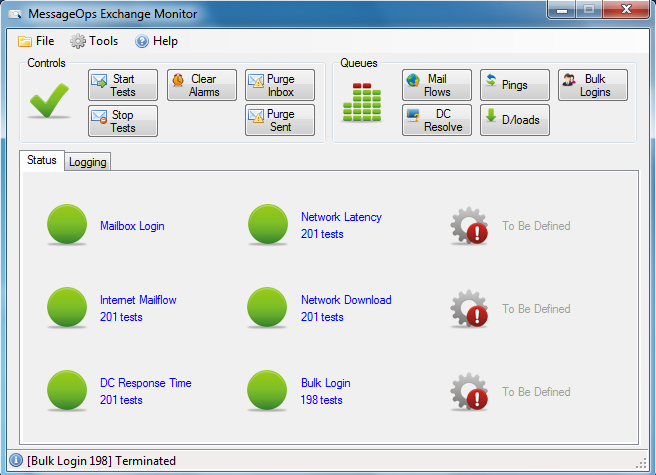 MessageOps Exchange Monitor
File Tools Help
Controls
Start Tests
Clear Alarms
Purge Inbox
Stop Tests
Purge Sent
Queues
Mail Flows
Pings
Bulk Logins
DC Resolve
D/loads
Status
Logging
Mailbox Login
Network Latency
201 tests
To Be Defined
Internet Mailflow
201 tests
Network Download
201 tests
To Be Defined
DC Response Time
201 tests
Bulk Login
198 tests
To Be Defined
[Bulk Login 198] Terminated